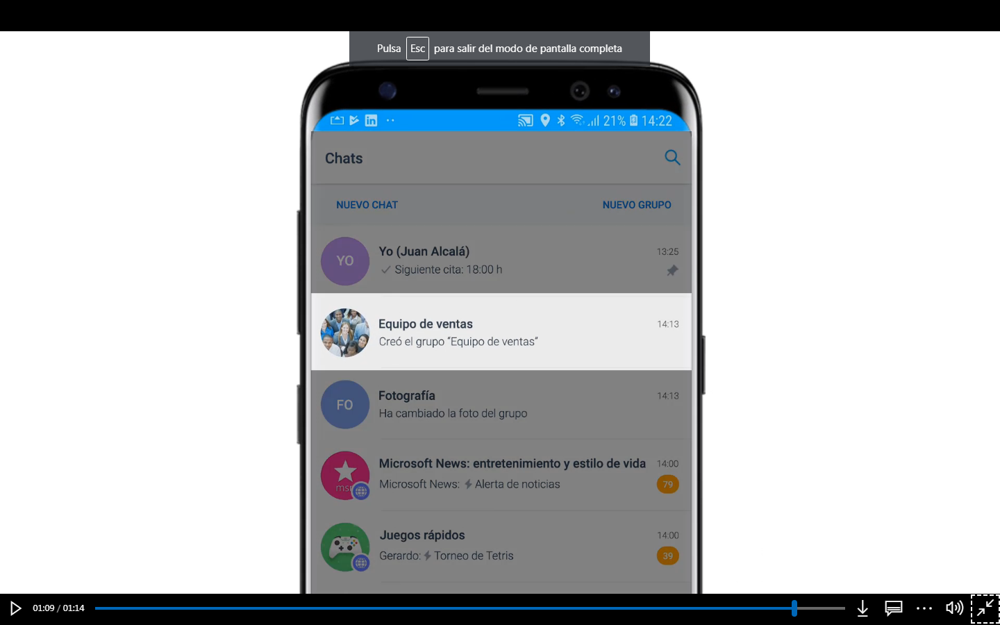 Pulsa Esc para salir del modo de pantalla completa
21% 14:22
Chats
NUEVO CHAT NUEVO GRUPO
YO
Yo (Juan Alcalá) 13:25
Siguiente cita: 18:00 h
Equipo de ventas 14:13
Creó el grupo “Equipo de ventas”
FO
Fotografía 14:13
Ha cambiado la foto del grupo
Microsoft News: entretenimiento y estilo de vida 14:00
Microsoft News: Alerta de noticias 79
Juegos rápidos 14:00
Gerardo: Torneo de Tetris 39
01:09 / 01:14